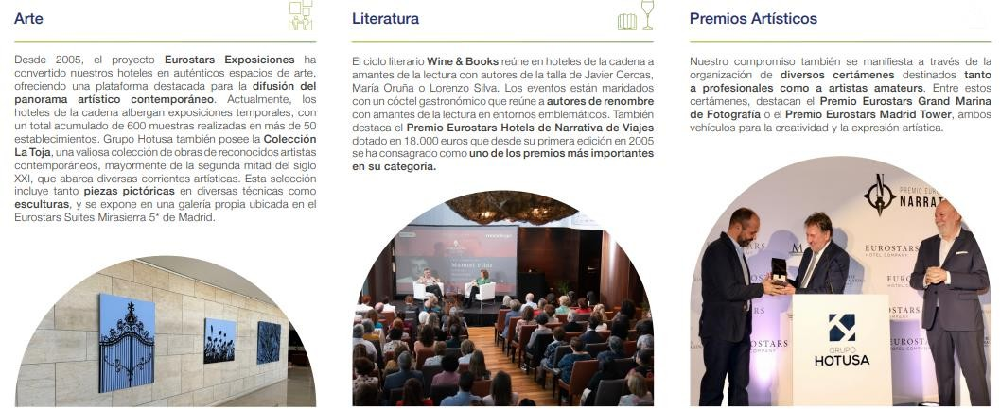 Arte
Desde 2005, el proyecto Eurostars Exposiciones ha
convertido nuestros hoteles en auténticos espacios de arte,
ofreciendo una plataforma destacada para la difusión del
panorama artístico contemporáneo. Actualmente, los
hoteles de la cadena albergan exposiciones temporales, con
un total acumulado de 600 muestras realizadas en más de 50
establecimientos. Grupo Hotusa también posee la Colección
La Toja, una valiosa colección de obras de reconocidos artistas
contemporáneos, mayormente de la segunda mitad del siglo
XXI, que abarca diversas corrientes artísticas. Esta selección
incluye tanto piezas pictóricas en diversas técnicas como
esculturas, y se expone en una galería propia ubicada en el
Eurostars Suites Mirasierra 5* de Madrid.
Literatura
El ciclo literario Wine & Books reúne en hoteles de la cadena a
amantes de la lectura con autores de la talla de Javier Cercas,
María Oruña o Lorenzo Silva. Los eventos están maridados
con un cóctel gastronómico que reúne a autores de renombre
con amantes de la lectura en entornos emblemáticos. También
destaca el Premio Eurostars Hotels de Narrativa de Viajes
dotado en 18.000 euros que desde su primera edición en 2005
se ha consagrado como uno de los premios más importantes
en su categoría.
Manuel Vilas
Premios Artísticos
Nuestro compromiso también se manifiesta a través de la
organización de diversos certámenes destinados tanto
a profesionales como a artistas amateurs. Entre estos
certámenes, destacan el Premio Eurostars Grand Marina
de Fotografía o el Premio Eurostars Madrid Tower, ambos
vehículos para la creatividad y la expresión artística.
PREMIO EURO
NARRAT
EUROSTARS
HOTEL COMPANY
EUROSTARS
EUROSTARS
HOTEL COMPANY
GRUPO
HOTUSA